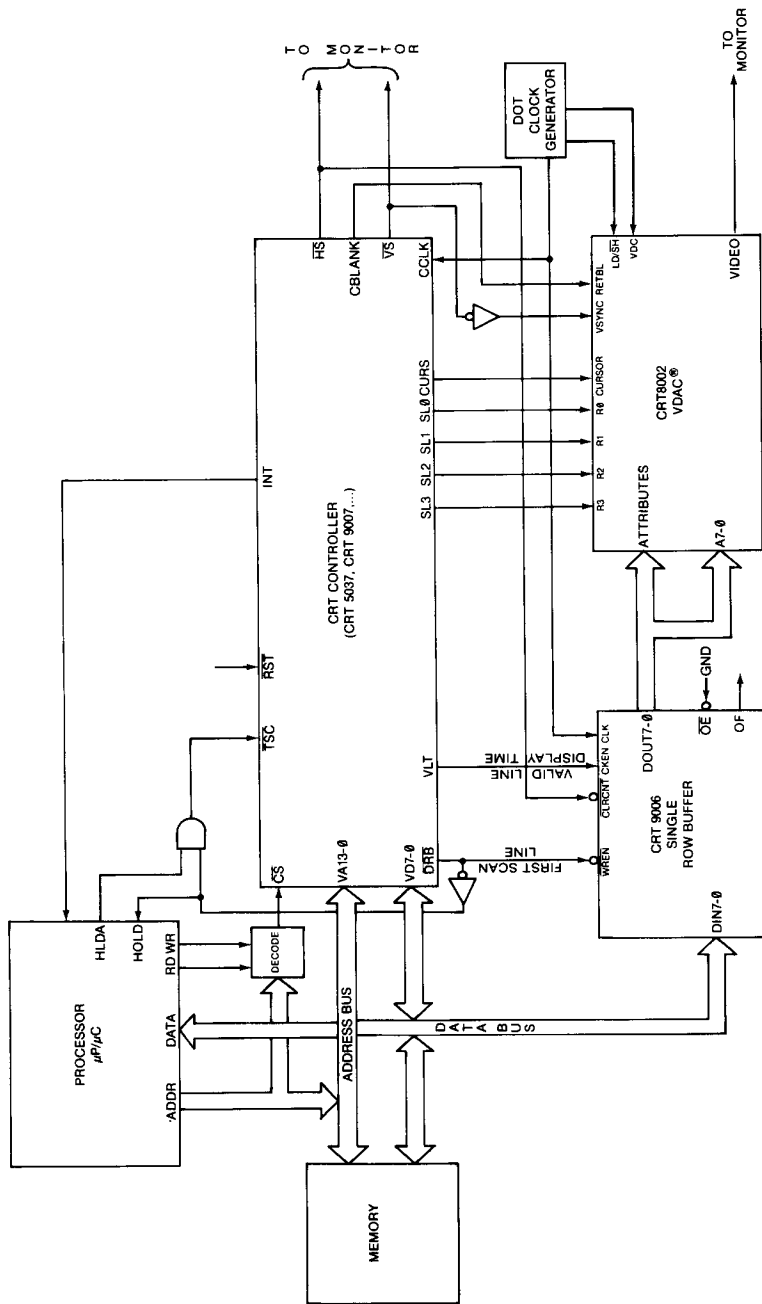 PROCESSOR
µP/µC
HLDA
HOLD
RD
WR
DATA
ADDR
DECODE
MEMORY
ADDRESS BUS
DATA BUS
CRT CONTROLLER
(CRT 5037, CRT 9007,...)
INT
RST
TSC
CS
VA13-0
VD7-0
DRB
VLT
SL3
SL2
SL1
SL0
CURS
HS
CBLANK
VS
CCLK
TO MONITOR
FIRST SCAN
LINE
VALID LINE
DISPLAY TIME
WREN
CLRCNT
CKEN
CLK
CRT 9006
SINGLE
ROW BUFFER
DIN7-0
DOUT7-0
OE
GND
OF
DOT
CLOCK
GENERATOR
R3
R2
R1
R0
CURSOR
VSYNC
RETBL
LD/SH
VDC
ATTRIBUTES
A7-0
CRT8002
VDAC®
VIDEO
TO
MONITOR